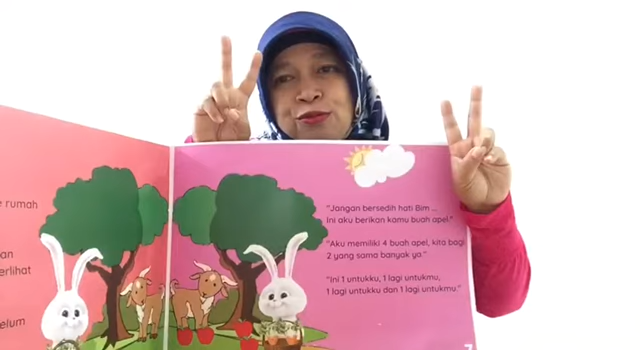 e rumah
an
erlihat
elum
"Jangan bersedih hati Bim ...
Ini aku berikan kamu buah apel."
"Aku memiliki 4 buah apel, kita bagi
2 yang sama banyak ya."
"Ini 1 untukku, 1 lagi untukmu,
1 lagi untukku dan 1 lagi untukmu."
7